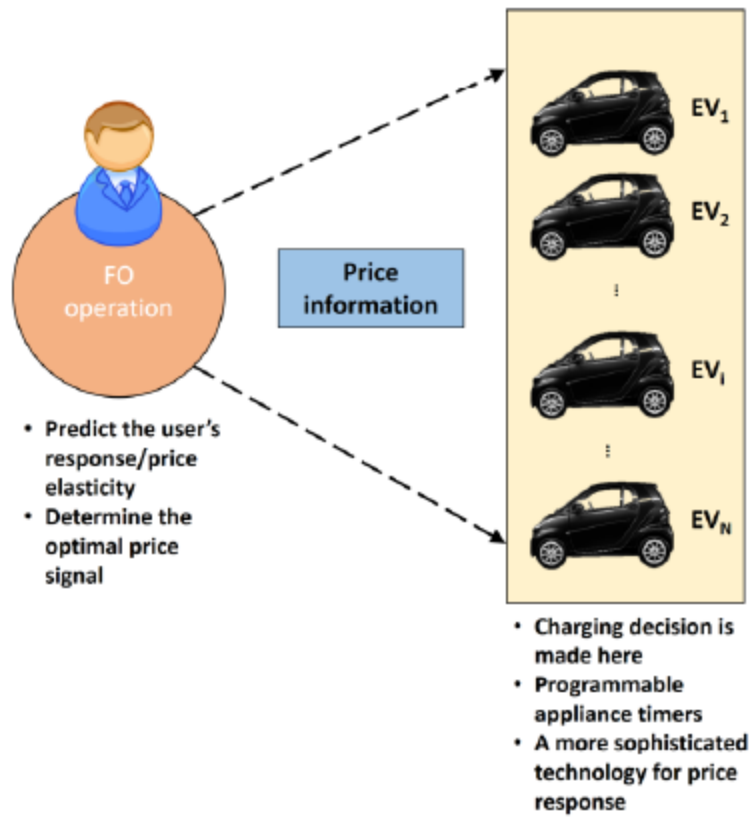 FO
operation
Price
information
EV₁
EV₂
⋮
EVᵢ
⋮
EV_N
• Predict the user's
response/price
elasticity
• Determine the
optimal price
signal
• Charging decision is
made here
• Programmable
appliance timers
• A more sophisticated
technology for price
response